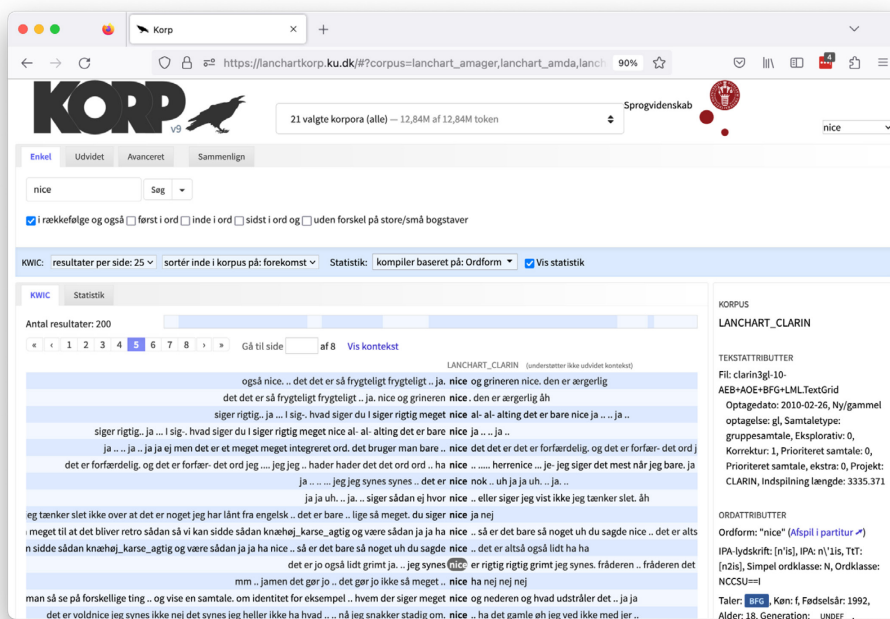 Korp
https://lanchartkorp.ku.dk/#?corpus=lanchart_amager,lanchart_amda,lanch
90%
4
KORP
v9
21 valgte korpora (alle) — 12,84M af 12,84M token
Sprogvidenskab
nice
Enkel Udvidet Avanceret Sammenlign
nice Søg
i rækkefølge og også først i ord inde i ord sidst i ord og uden forskel på store/små bogstaver
KWIC: resultater per side: 25 sortér inde i korpus på: forekomst Statistik: kompiler baseret på: Ordform Vis statistik
KWIC Statistik
Antal resultater: 200
« ‹ 1 2 3 4 5 6 7 8 › » Gå til side af 8 Vis kontekst
LANCHART_CLARIN (understøtter ikke udvidet kontekst)
også nice. .. det det er så frygteligt frygteligt .. ja. nice og grineren nice. den er ærgerlig
det det er så frygteligt frygteligt .. ja. nice og grineren nice . den er ærgerlig åh
siger rigtig.. ja ... I sig-. hvad siger du I siger rigtig meget nice al- al- alting det er bare nice ja .. .. ja ..
siger rigtig.. ja ... I sig-. hvad siger du I siger rigtig meget nice al- al- alting det er bare nice ja .. .. ja ..
ja .. .. ja .. ja ja ej men det er et meget meget integreret ord. det bruger man bare .. nice det det er det er forfærdelig. og det er forfær- det ord j
det er forfærdelig. og det er forfær- det ord jeg .... jeg jeg .. hader hader det det ord ord .. ha nice .. ..... herrenice ... je- jeg siger det mest når jeg bare. ja
ja .. .. ... jeg jeg synes synes .. det er nice nok .. uh ja ja uh. .. ja. ..
ja ja uh. .. ja. .. siger sådan ej hvor nice .. eller siger jeg vist ikke jeg tænker slet. åh
eg tænker slet ikke over at det er noget jeg har lånt fra engelsk .. det er bare .. lige så meget. du siger nice ja nej
meget til at det bliver retro sådan så vi kan sidde sådan knæhøj_karse_agtig og være sådan ja ja ha nice .. så er det bare så noget uh du sagde nice .. det er alts
n sidde sådan knæhøj_karse_agtig og være sådan ja ja ha nice .. så er det bare så noget uh du sagde nice .. det er altså også lidt ha ha
det er jo også lidt grimt ja. .. jeg synes nice er rigtig rigtig grimt jeg synes. fråderen .. fråderen det
mm .. jamen det gør jo .. det gør jo ikke så meget .. nice ha nej nej nej
man så se på forskellige ting .. og vise en samtale. om identitet for eksempel .. hvem der siger meget nice og nederen og hvad udstråler det .. ja ja
det er voldnice jeg synes ikke nej det synes jeg heller ikke ha hvad .. .. nå jeg snakker stadig om. nice .. ha det gamle øh jeg ved ikke med jer ..
KORPUS
LANCHART_CLARIN
TEKSTATTRIBUTTER
Fil: clarin3gl-10-
AEB+AOE+BFG+LML.TextGrid
Optagedato: 2010-02-26, Ny/gammel
optagelse: gl, Samtaletype:
gruppesamtale, Eksplorativ: 0,
Korrektur: 1, Prioriteret samtale: 0,
Prioriteret samtale, ekstra: 0, Projekt:
CLARIN, Indspilning længde: 3335.371
ORDATTRIBUTTER
Ordform: "nice" (Afspil i partitur)
IPA-lydskrift: [n'is], IPA: n\'1is, TtT:
[n2is], Simpel ordklasse: N, Ordklasse:
NCCSU==I
Taler: BFG, Køn: f, Fødselsår: 1992,
Alder: 18, Generation: __UNDEF__,